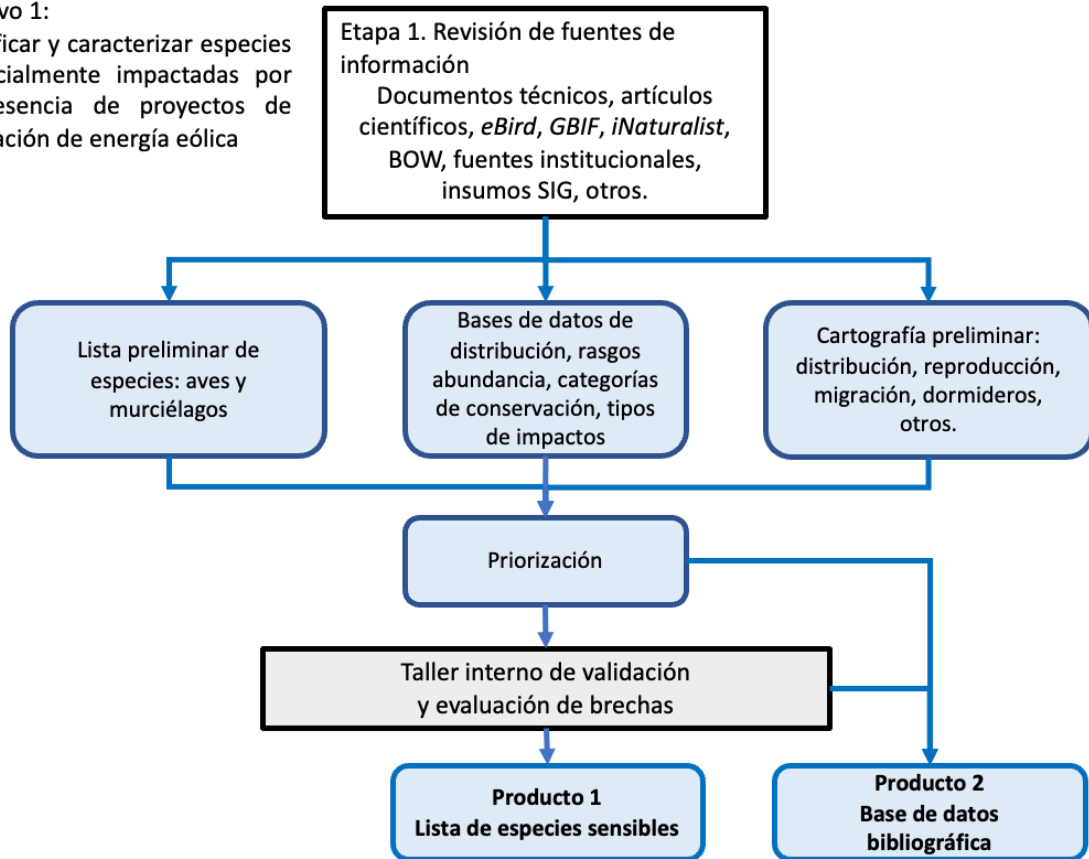 vo 1:
ficar y caracterizar especies
cialmente impactadas por
esencia de proyectos de
ación de energía eólica
Etapa 1. Revisión de fuentes de
información
Documentos técnicos, artículos
científicos, eBird, GBIF, iNaturalist,
BOW, fuentes institucionales,
insumos SIG, otros.
Lista preliminar de
especies: aves y
murciélagos
Bases de datos de
distribución, rasgos
abundancia, categorías
de conservación, tipos
de impactos
Cartografía preliminar:
distribución, reproducción,
migración, dormideros,
otros.
Priorización
Taller interno de validación
y evaluación de brechas
Producto 1
Lista de especies sensibles
Producto 2
Base de datos
bibliográfica